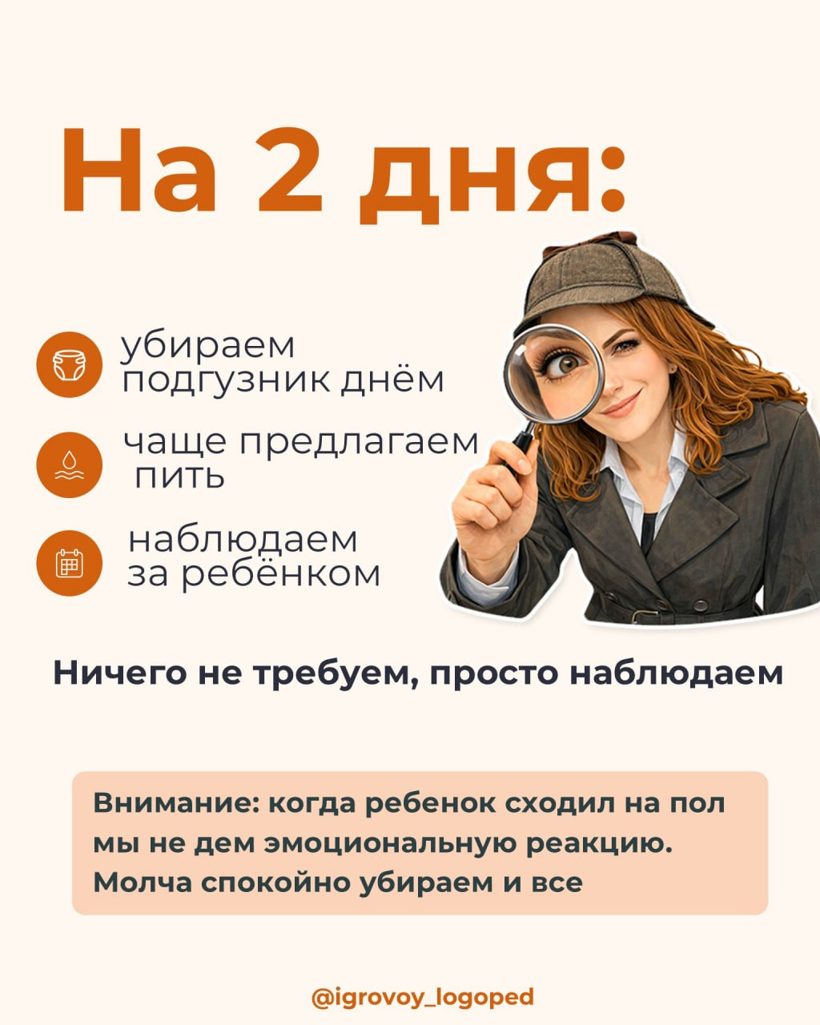 На 2 дня:
убираем
подгузник днём
чаще предлагаем
пить
наблюдаем
за ребёнком
Ничего не требуем, просто наблюдаем
Внимание: когда ребенок сходил на пол
мы не дем эмоциональную реакцию.
Молча спокойно убираем и все
@igrovoy_logoped